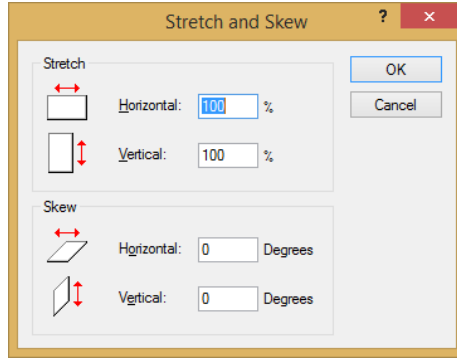 Stretch and Skew ? ×
Stretch
OK
Horizontal: 100 %
Cancel
Vertical: 100 %
Skew
Horizontal: 0 Degrees
Vertical: 0 Degrees